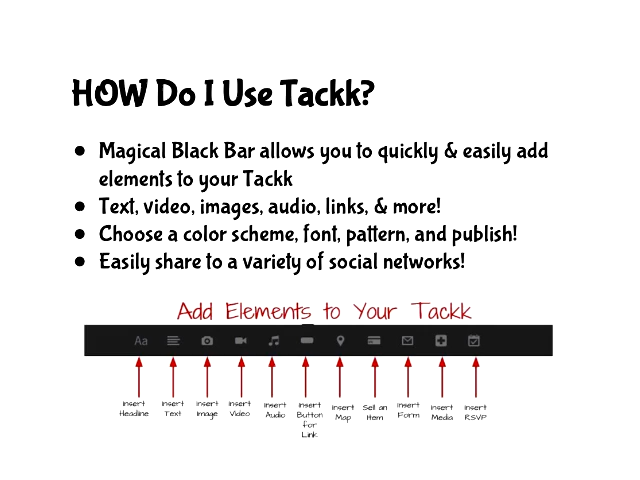 HOW Do I Use Tackk?
● Magical Black Bar allows you to quickly & easily add
elements to your Tackk
● Text, video, images, audio, links, & more!
● Choose a color scheme, font, pattern, and publish!
● Easily share to a variety of social networks!
Add Elements to Your Tackk
Aa
Insert Headline
Insert Text
Insert Image
Insert Video
Insert Audio
Insert Button for Link
Insert Map
Sell an Item
Insert Form
Insert Media
Insert RSVP